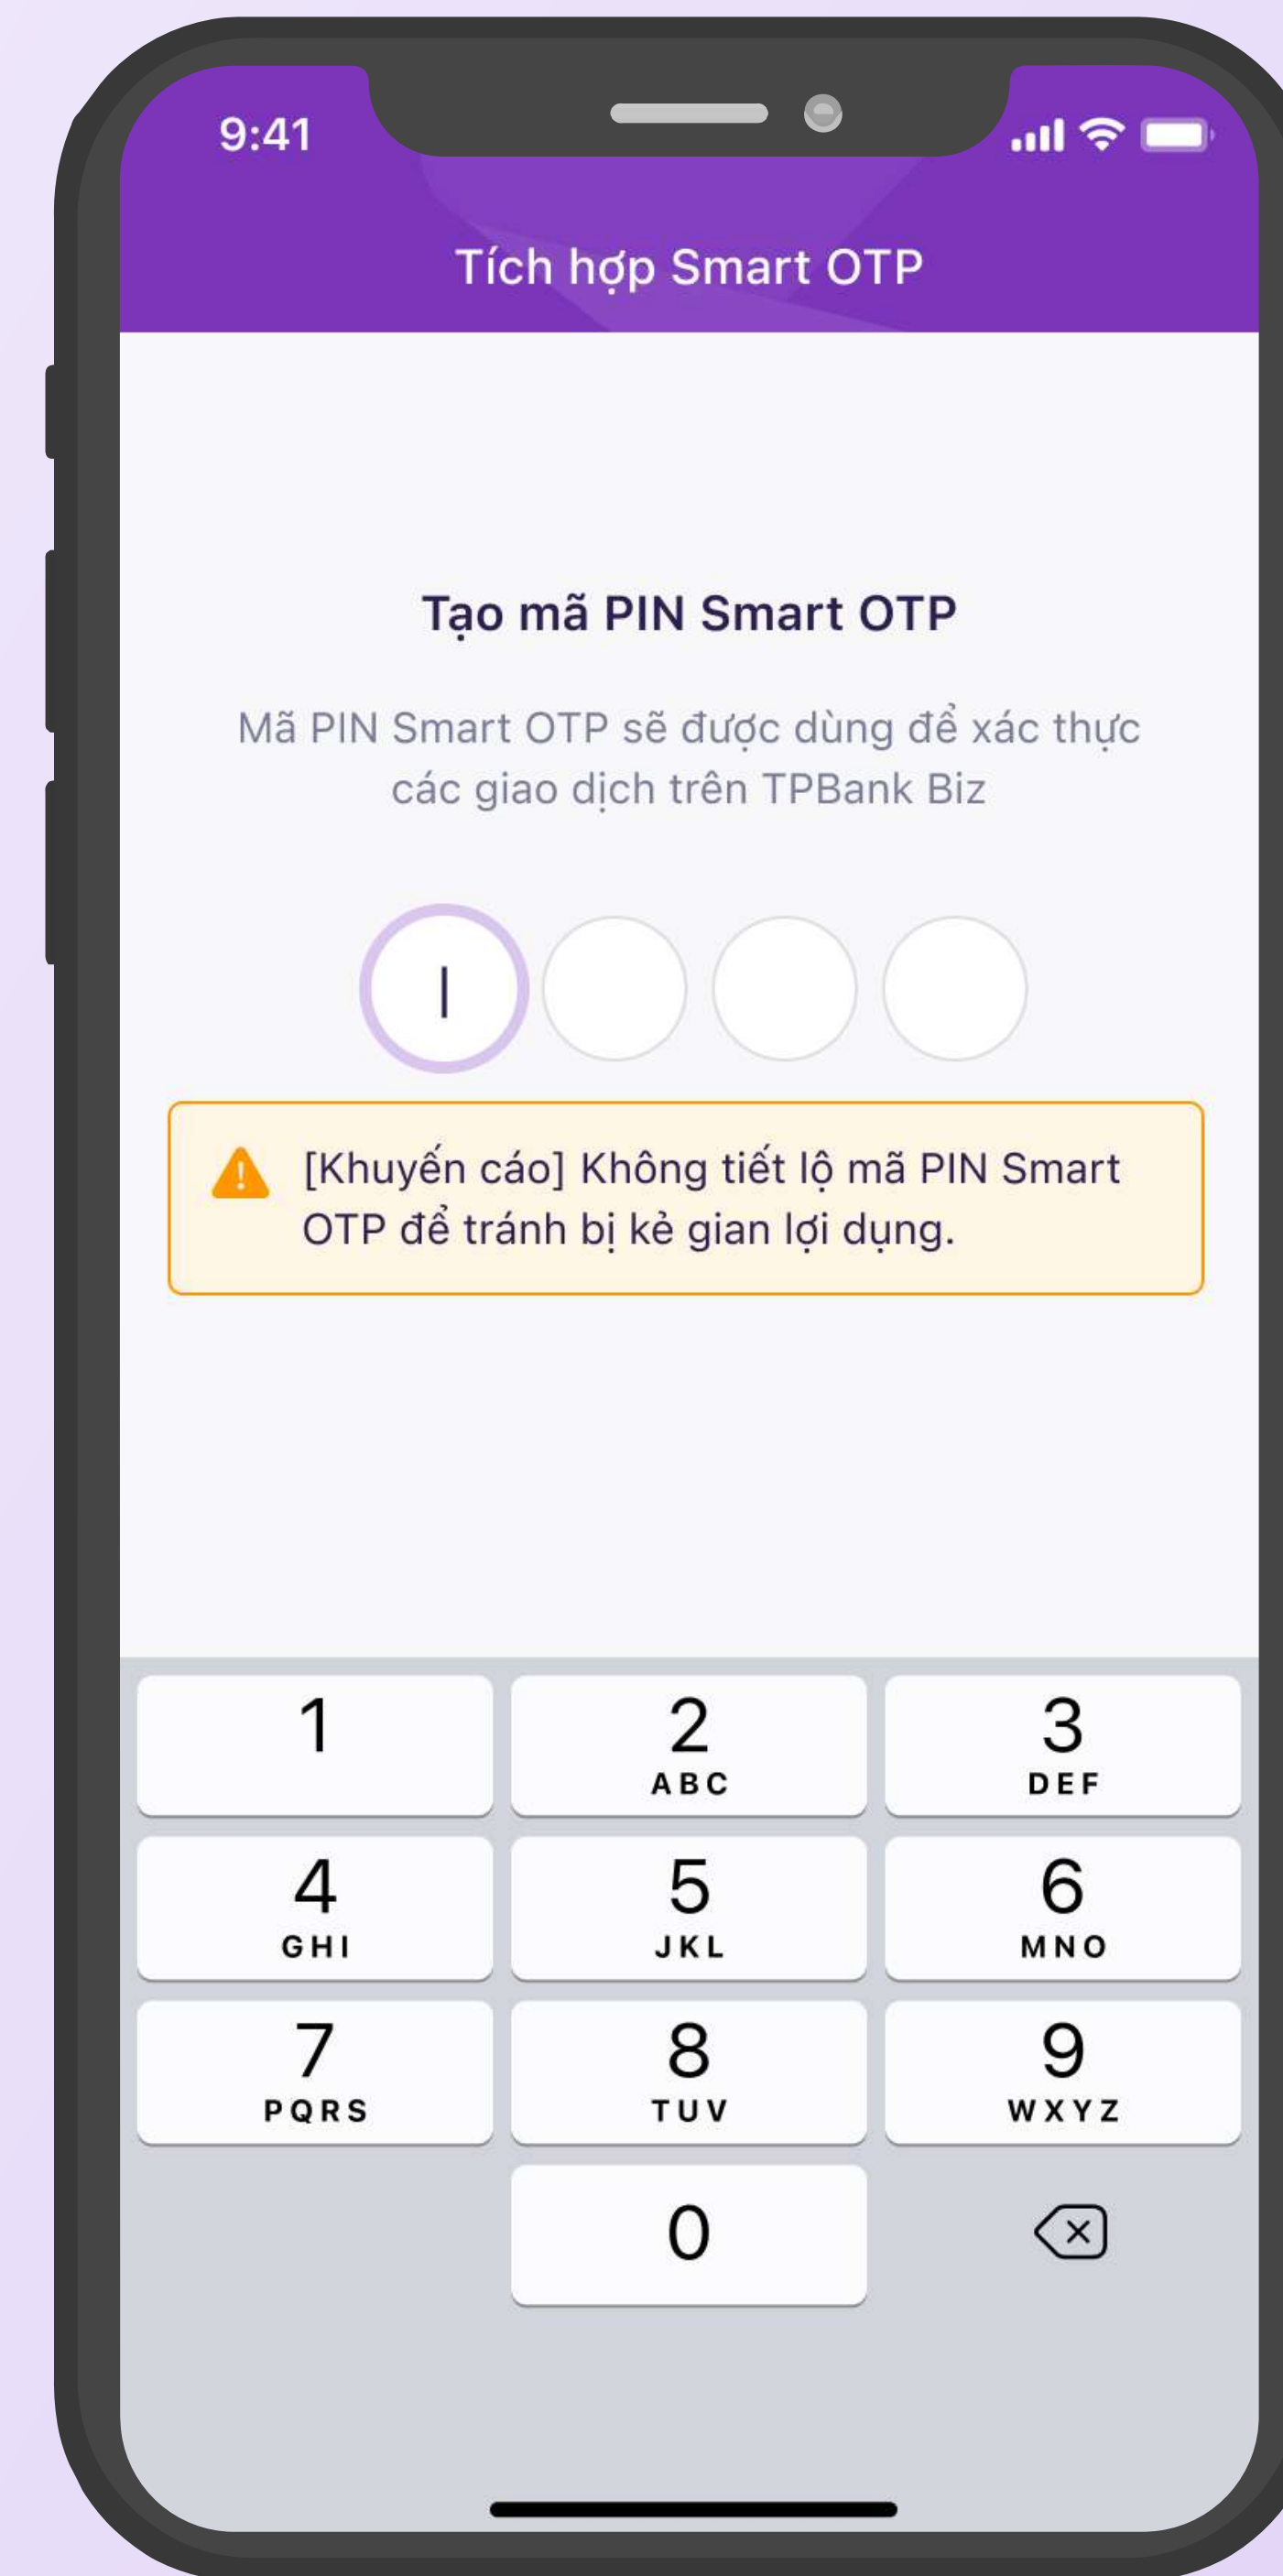 9:41
Tích hợp Smart OTP
Tạo mã PIN Smart OTP
Mã PIN Smart OTP sẽ được dùng để xác thực
các giao dịch trên TPBank Biz
[Khuyến cáo] Không tiết lộ mã PIN Smart
OTP để tránh bị kẻ gian lợi dụng.
1 2 3
ABC DEF
4 5 6
GHI JKL MNO
7 8 9
PQRS TUV WXYZ
0